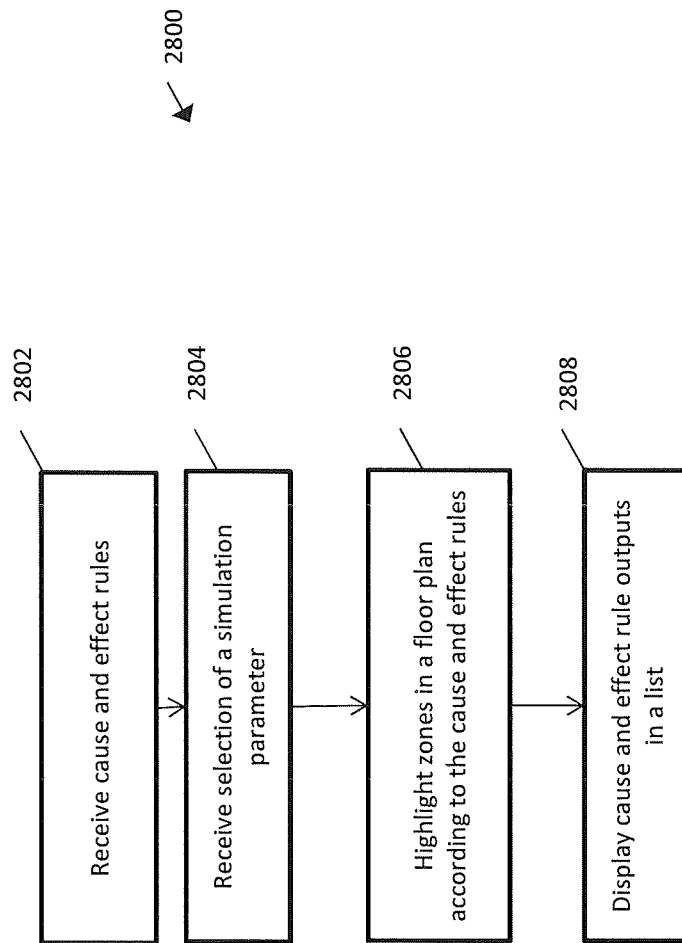 2800
2802
Receive cause and effect rules
2804
Receive selection of a simulation
parameter
2806
Highlight zones in a floor plan
according to the cause and effect rules
2808
Display cause and effect rule outputs
in a list